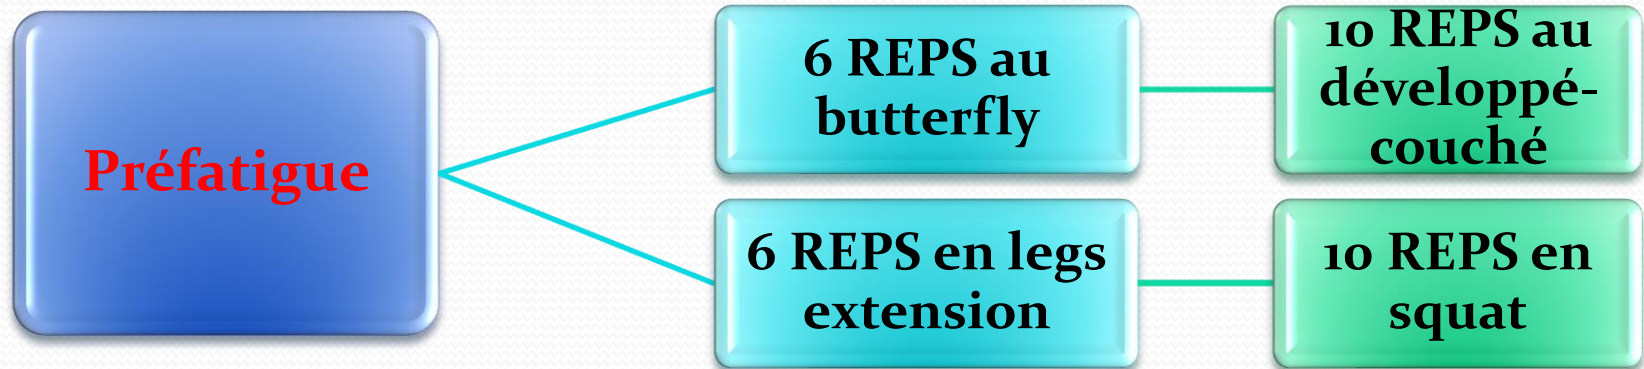 Préfatigue
6 REPS au
butterfly
10 REPS au
développé-
couché
6 REPS en legs
extension
10 REPS en
squat